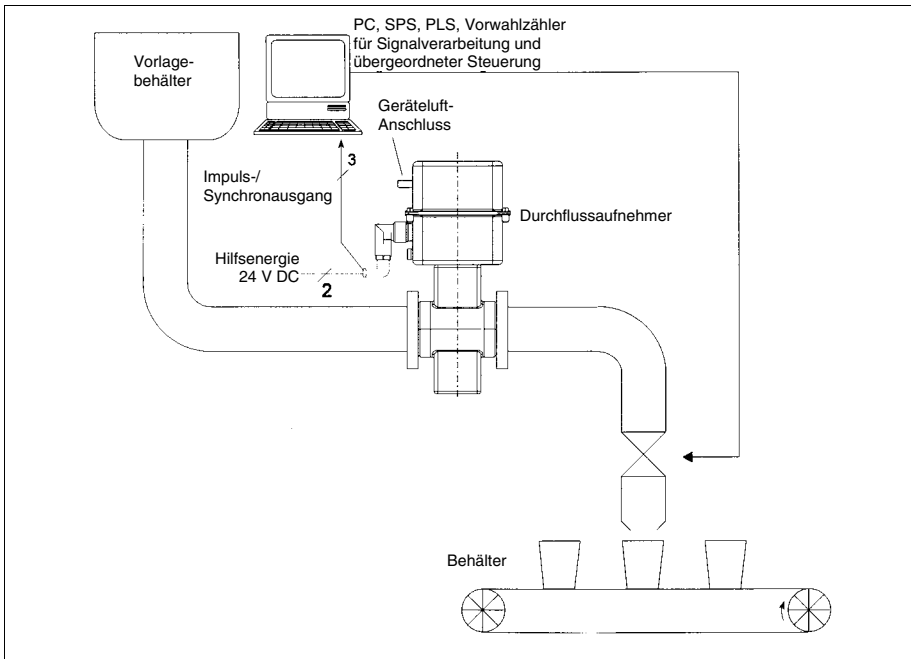 PC, SPS, PLS, Vorwahlzähler
für Signalverarbeitung und
übergeordneter Steuerung
Vorlage-
behälter
Geräteluft-
Anschluss
3
Impuls-/
Synchronausgang
Durchflussaufnehmer
Hilfsenergie
24 V DC
2
Behälter